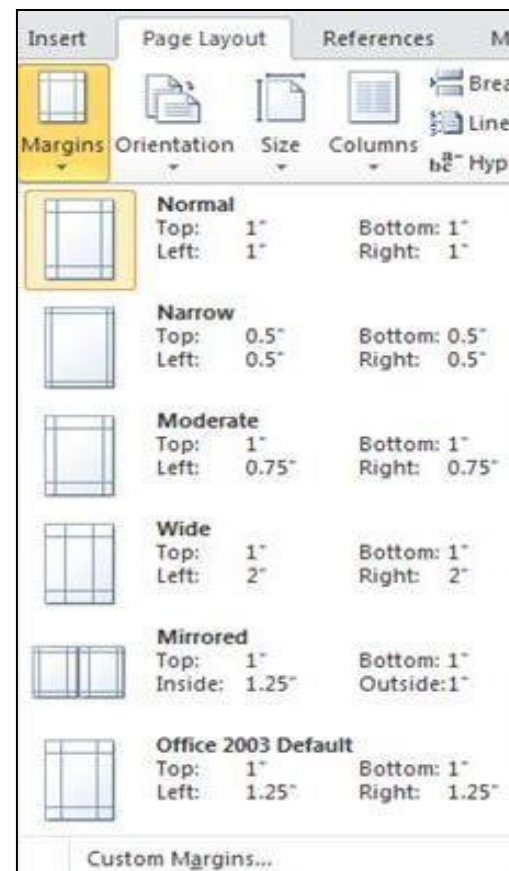 Insert Page Layout References M
Brea
Margins Orientation Size Columns Line
bc Hyp
Normal
Top: 1" Bottom: 1"
Left: 1" Right: 1"
Narrow
Top: 0.5" Bottom: 0.5"
Left: 0.5" Right: 0.5"
Moderate
Top: 1" Bottom: 1"
Left: 0.75" Right: 0.75"
Wide
Top: 1" Bottom: 1"
Left: 2" Right: 2"
Mirrored
Top: 1" Bottom: 1"
Inside: 1.25" Outside:1"
Office 2003 Default
Top: 1" Bottom: 1"
Left: 1.25" Right: 1.25"
Custom Margins...